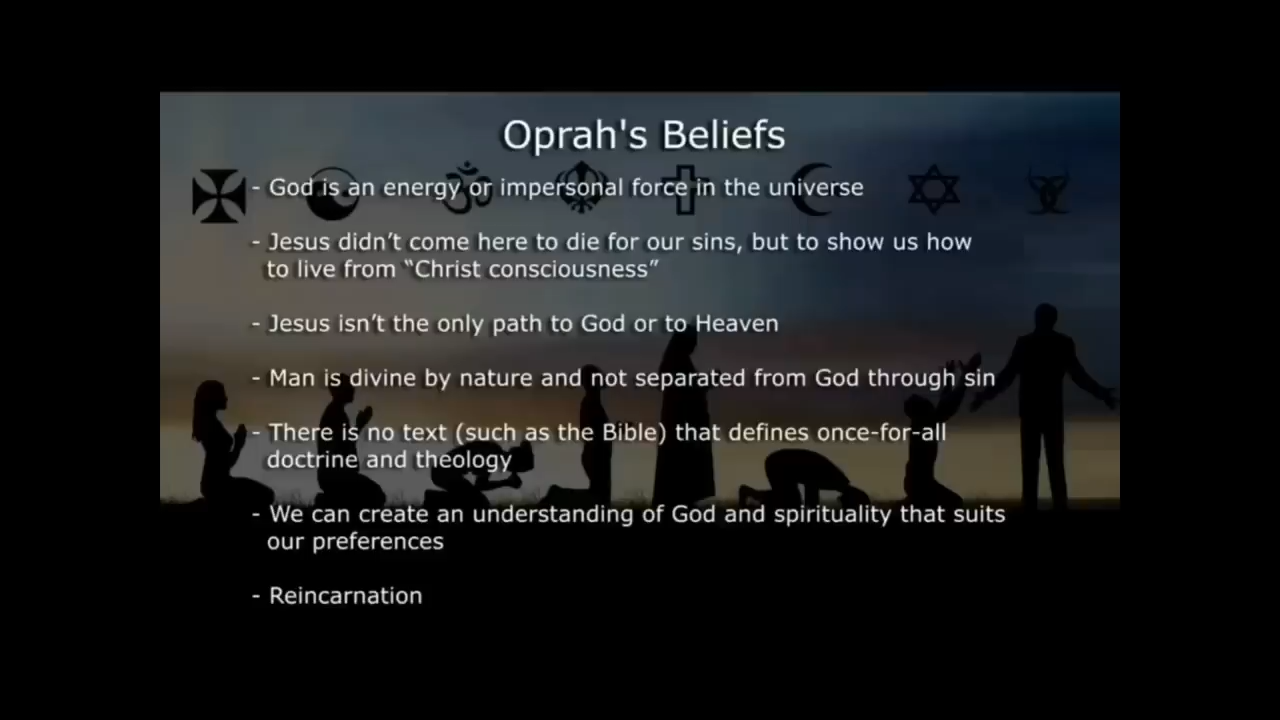 Oprah's Beliefs
- God is an energy or impersonal force in the universe
- Jesus didn’t come here to die for our sins, but to show us how
to live from “Christ consciousness”
- Jesus isn’t the only path to God or to Heaven
- Man is divine by nature and not separated from God through sin
- There is no text (such as the Bible) that defines once-for-all
doctrine and theology
- We can create an understanding of God and spirituality that suits
our preferences
- Reincarnation